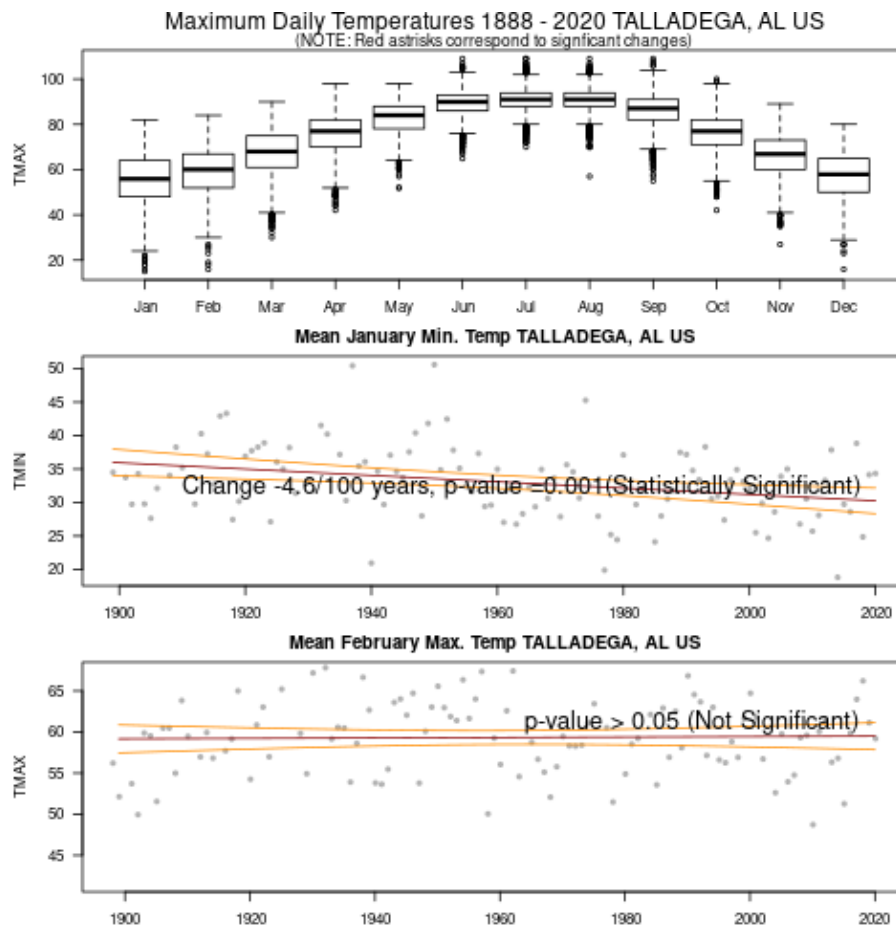 Maximum Daily Temperatures 1888 - 2020 TALLADEGA, AL US
(NOTE: Red astrisks correspond to signficant changes)
TMAX
100
80
60
40
20
Jan Feb Mar Apr May Jun Jul Aug Sep Oct Nov Dec
Mean January Min. Temp TALLADEGA, AL US
TMIN
50
45
40
35
30
25
20
Change -4.6/100 years, p-value =0.001(Statistically Significant)
1900 1920 1940 1960 1980 2000 2020
Mean February Max. Temp TALLADEGA, AL US
TMAX
65
60
55
50
45
p-value > 0.05 (Not Significant)
1900 1920 1940 1960 1980 2000 2020